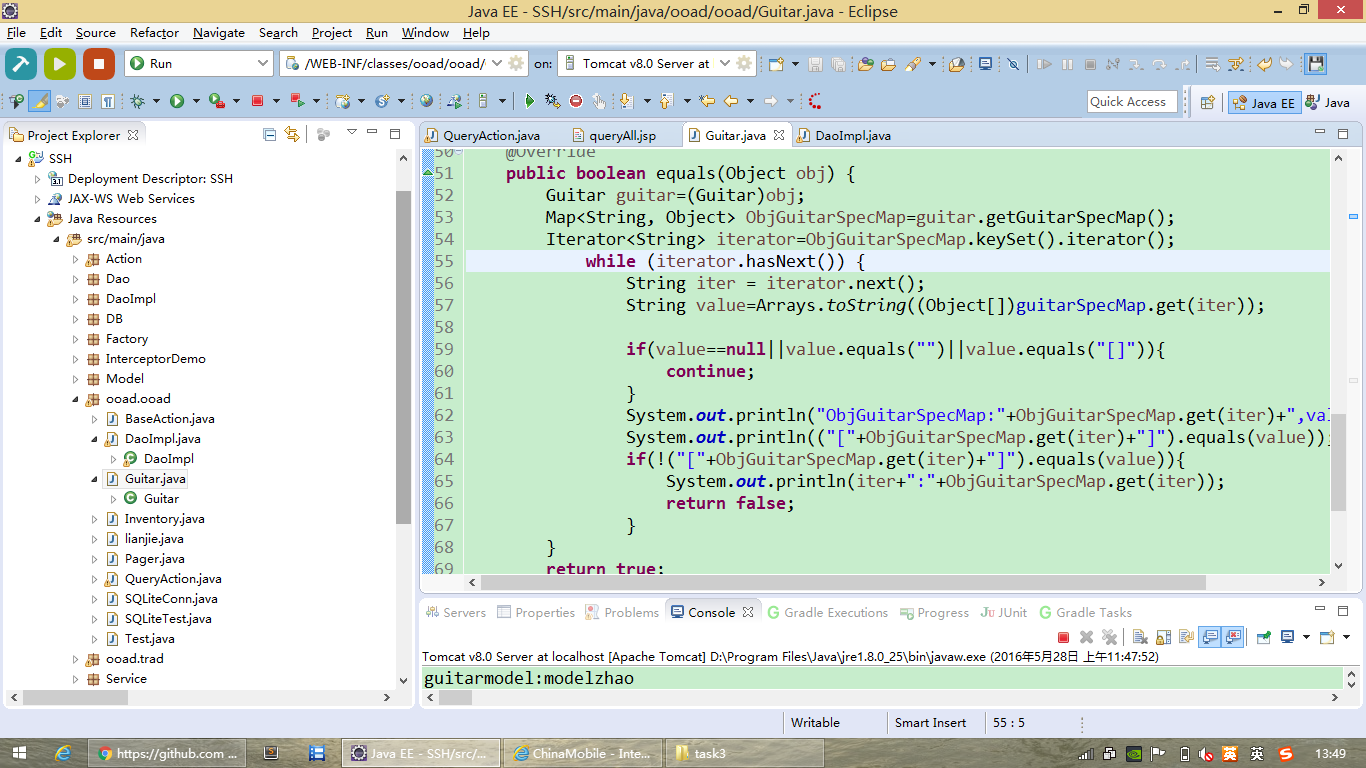 Java EE - SSH/src/main/java/ooad/ooad/Guitar.java - Eclipse
File Edit Source Refactor Navigate Search Project Run Window Help
Run /WEB-INF/classes/ooad/ooad/ on: Tomcat v8.0 Server at
Quick Access Java EE Java
Project Explorer
SSH
Deployment Descriptor: SSH
JAX-WS Web Services
Java Resources
src/main/java
Action
Dao
DaoImpl
DB
Factory
InterceptorDemo
Model
ooad.ooad
BaseAction.java
DaoImpl.java
DaoImpl
Guitar.java
Guitar
Inventory.java
lianjie.java
Pager.java
QueryAction.java
SQLiteConn.java
SQLiteTest.java
Test.java
ooad.trad
Service
QueryAction.java queryAll.jsp Guitar.java DaoImpl.java
50 @Override
51 public boolean equals(Object obj) {
52 Guitar guitar=(Guitar)obj;
53 Map<String, Object> ObjGuitarSpecMap=guitar.getGuitarSpecMap();
54 Iterator<String> iterator=ObjGuitarSpecMap.keySet().iterator();
55 while (iterator.hasNext()) {
56 String iter = iterator.next();
57 String value=Arrays.toString((Object[])guitarSpecMap.get(iter));
58
59 if(value==null||value.equals("")||value.equals("[]")){
60 continue;
61 }
62 System.out.println("ObjGuitarSpecMap:"+ObjGuitarSpecMap.get(iter)+",val
63 System.out.println(("["+ObjGuitarSpecMap.get(iter)+"]").equals(value));
64 if(!("["+ObjGuitarSpecMap.get(iter)+"]").equals(value)){
65 System.out.println(iter+":"+ObjGuitarSpecMap.get(iter));
66 return false;
67 }
68 }
69 return true;
Servers Properties Problems Console Gradle Executions Progress JUnit Gradle Tasks
Tomcat v8.0 Server at localhost [Apache Tomcat] D:\Program Files\Java\jre1.8.0_25\bin\javaw.exe (2016年5月28日 上午11:47:52)
guitarmodel:modelzhao
Writable Smart Insert 55 : 5
https://github.com ... Java EE - SSH/src/... ChinaMobile - Inte... task3 英 英 13:49